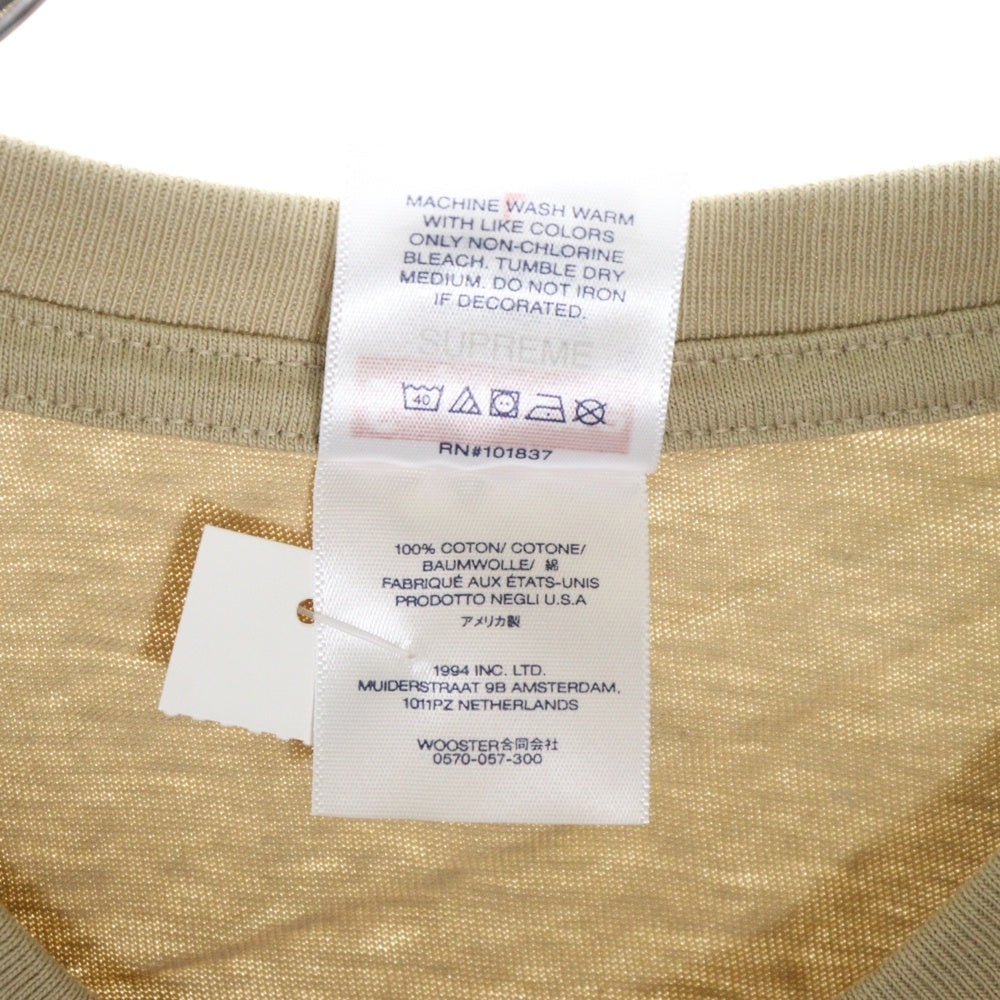 MACHINE WASH WARM
WITH LIKE COLORS
ONLY NON-CHLORINE
BLEACH. TUMBLE DRY
MEDIUM. DO NOT IRON
IF DECORATED.
SUPREME
40
RN#101837
100% COTON/ COTONE/
BAUMWOLLE/ 綿
FABRIQUÉ AUX ÉTATS-UNIS
PRODOTTO NEGLI U.S.A
アメリカ製
1994 INC. LTD.
MUIDERSTRAAT 9B AMSTERDAM,
1011PZ NETHERLANDS
WOOSTER合同会社
0570-057-300